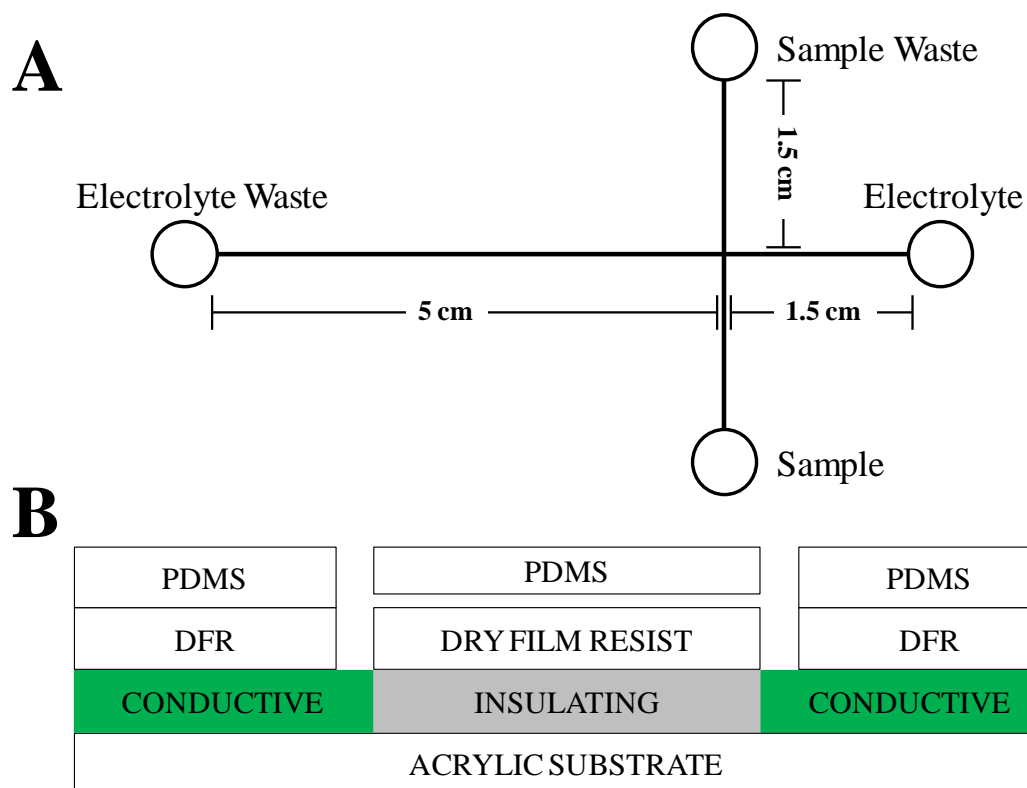 A
Sample Waste
1.5 cm
Electrolyte Waste
Electrolyte
5 cm
1.5 cm
Sample
B
PDMS
PDMS
PDMS
DFR
DRY FILM RESIST
DFR
CONDUCTIVE
INSULATING
CONDUCTIVE
ACRYLIC SUBSTRATE